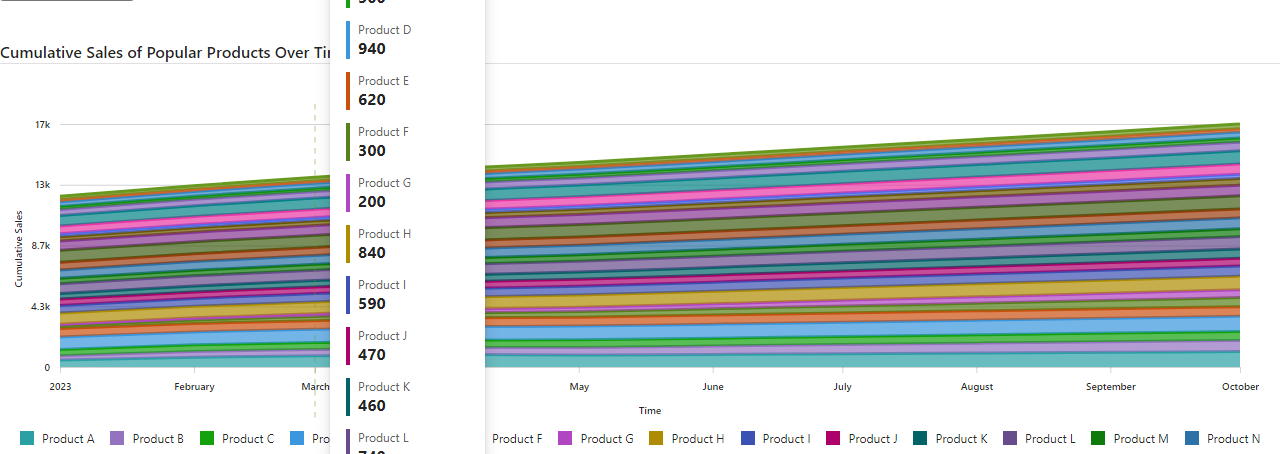 Cumulative Sales of Popular Products Over
Product D
940
Product E
620
Product F
300
Product G
200
Product H
840
Product I
590
Product J
470
Product K
460
Product L
Cumulative Sales
17k
13k
8.7k
4.3k
0
2023
February
March
May
June
July
August
September
October
Time
Product A
Product B
Product C
Product F
Product G
Product H
Product I
Product J
Product K
Product L
Product M
Product N